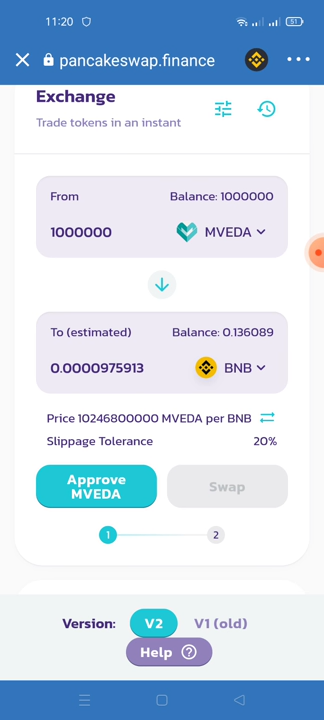 11:20
51
pancakeswap.finance
Exchange
Trade tokens in an instant
From
Balance: 1000000
1000000
MVEDA
To (estimated)
Balance: 0.136089
0.0000975913
BNB
Price 10246800000 MVEDA per BNB
Slippage Tolerance
20%
Approve
MVEDA
Swap
1
2
Version:
V2
V1 (old)
Help ?